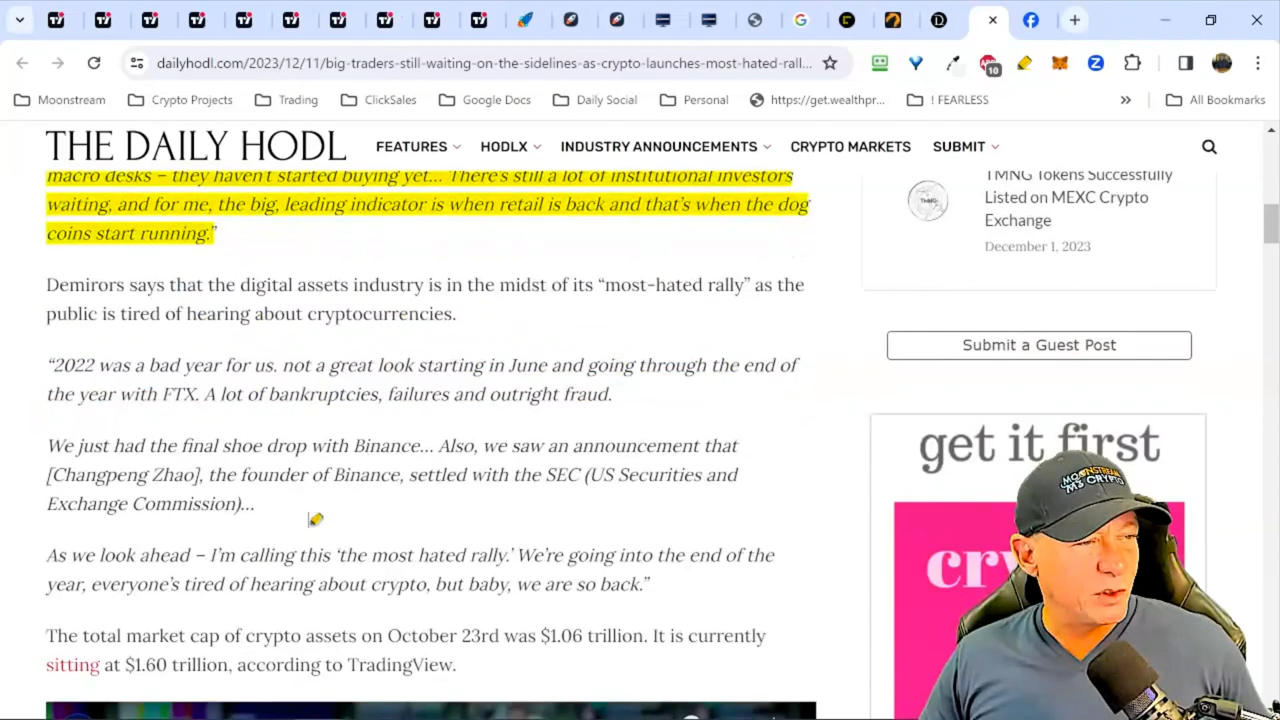 dailyhodl.com/2023/12/11/big-traders-still-waiting-on-the-sidelines-as-crypto-launches-most-hated-rall...
10
Moonstream
Crypto Projects
Trading
ClickSales
Google Docs
Daily Social
Personal
https://get.wealthpr...
! FEARLESS
»
All Bookmarks
THE DAILY HODL
FEATURES
HODLX
INDUSTRY ANNOUNCEMENTS
CRYPTO MARKETS
SUBMIT
macro desks – they haven't started buying yet… There's still a lot of institutional investors
waiting, and for me, the big, leading indicator is when retail is back and that's when the dog
coins start running.”
Demirors says that the digital assets industry is in the midst of its “most-hated rally” as the
public is tired of hearing about cryptocurrencies.
“2022 was a bad year for us. not a great look starting in June and going through the end of
the year with FTX. A lot of bankruptcies, failures and outright fraud.
We just had the final shoe drop with Binance… Also, we saw an announcement that
[Changpeng Zhao], the founder of Binance, settled with the SEC (US Securities and
Exchange Commission)…
As we look ahead – I'm calling this ‘the most hated rally.’ We're going into the end of the
year, everyone's tired of hearing about crypto, but baby, we are so back.”
The total market cap of crypto assets on October 23rd was $1.06 trillion. It is currently
sitting at $1.60 trillion, according to TradingView.
TMNG
TMNG Tokens Successfully
Listed on MEXC Crypto
Exchange
December 1, 2023
Submit a Guest Post
get it first
cry
MOONSTREAM
M3 CRYPTO